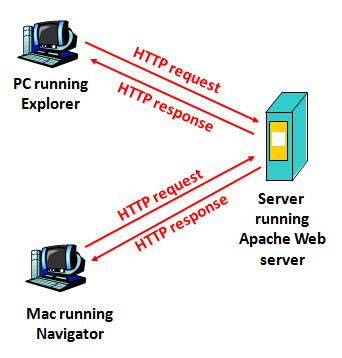 HTTP request
HTTP response
PC running
Explorer
Server
running
Apache Web
server
HTTP request
HTTP response
Mac running
Navigator